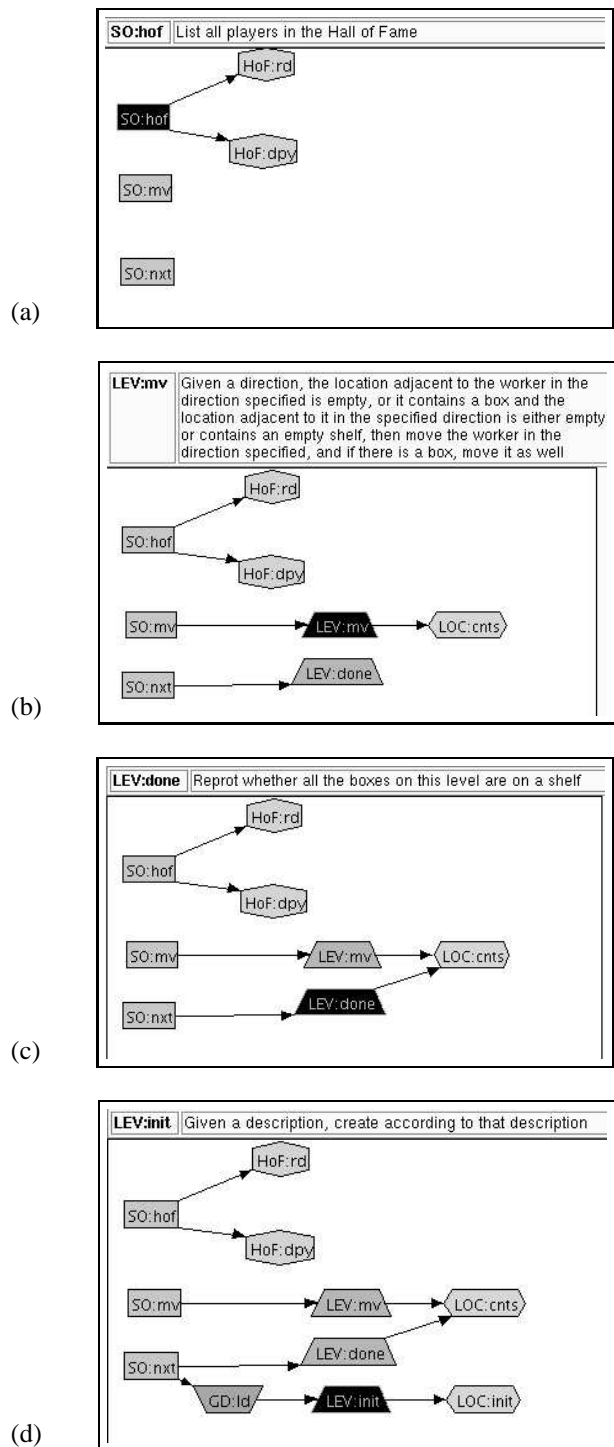 SO:hof List all players in the Hall of Fame
HoF:rd
SO:hof
HoF:dpy
SO:mv
SO:nxt
(a)
LEV:mv Given a direction, the location adjacent to the worker in the
direction specified is empty, or it contains a box and the
location adjacent to it in the specified direction is either empty
or contains an empty shelf, then move the worker in the
direction specified, and if there is a box, move it as well
HoF:rd
SO:hof
HoF:dpy
SO:mv LEV:mv LOC:cnts
SO:nxt LEV:done
(b)
LEV:done Reprot whether all the boxes on this level are on a shelf
HoF:rd
SO:hof
HoF:dpy
SO:mv LEV:mv LOC:cnts
SO:nxt LEV:done
(c)
LEV:init Given a description, create according to that description
HoF:rd
SO:hof
HoF:dpy
SO:mv LEV:mv LOC:cnts
SO:nxt LEV:done
GD:ld LEV:init LOC:init
(d)